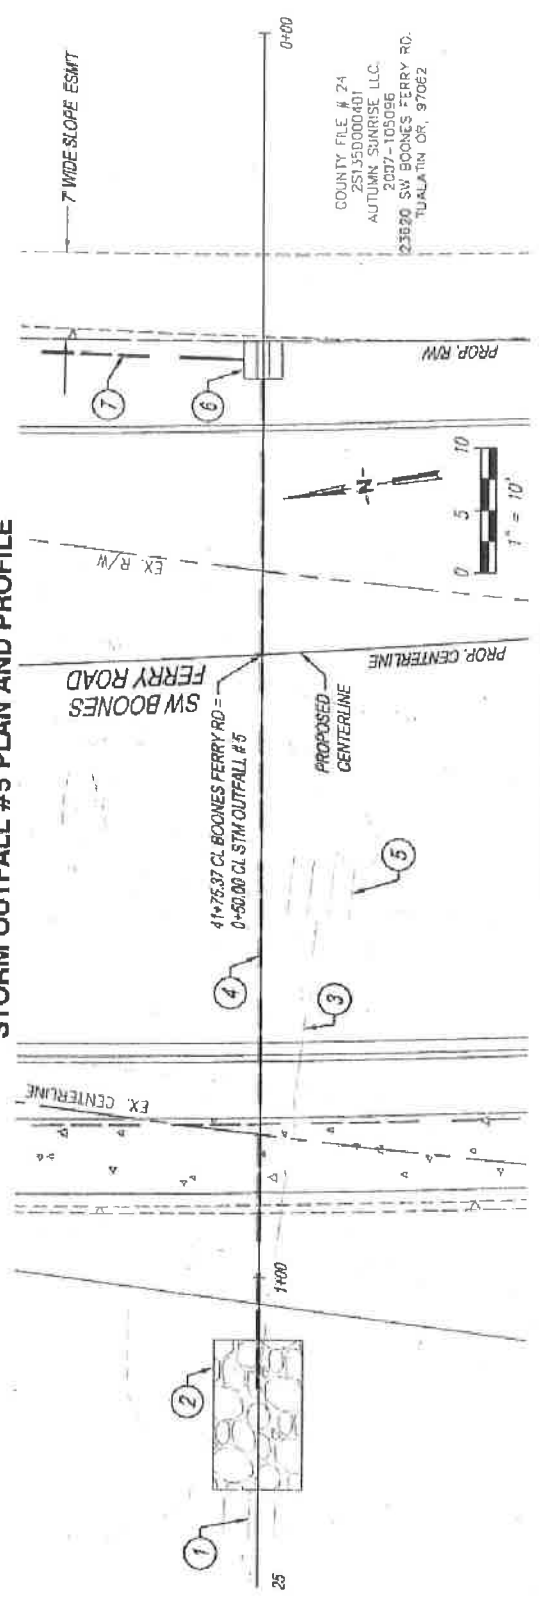 STORM OUTFALL #5 PLAN AND PROFILE
7' WIDE SLOPE ESMT
0+00
COUNTY FILE # 24
2S135D000401
AUTUMN SUNRISE LLC.
2007-105096
23620 SW BOONES FERRY RD.
TUALATIN OR, 97062
7
6
PROP. R/W
EX. R/W
-N-
0 5 10
1" = 10'
SW BOONES
FERRY ROAD
PROP. CENTERLINE
41+75.37 CL BOONES FERRY RD =
0+50.00 CL STM OUTFALL #5
PROPOSED
CENTERLINE
4
5
3
EX. CENTERLINE
1+00
2
1
25